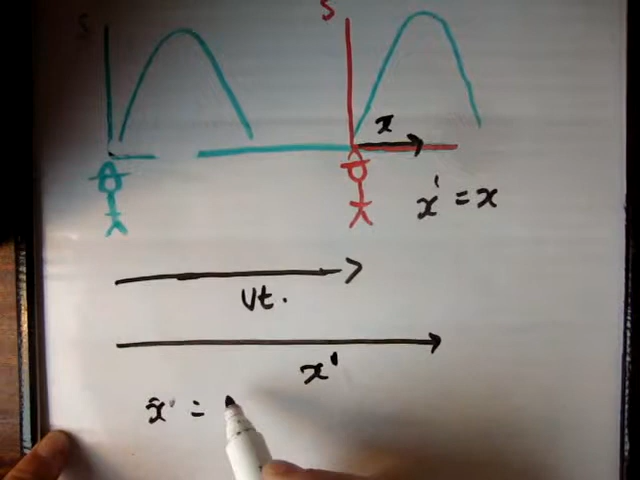 S
S
x
x' = x
vt.
x'
x' =